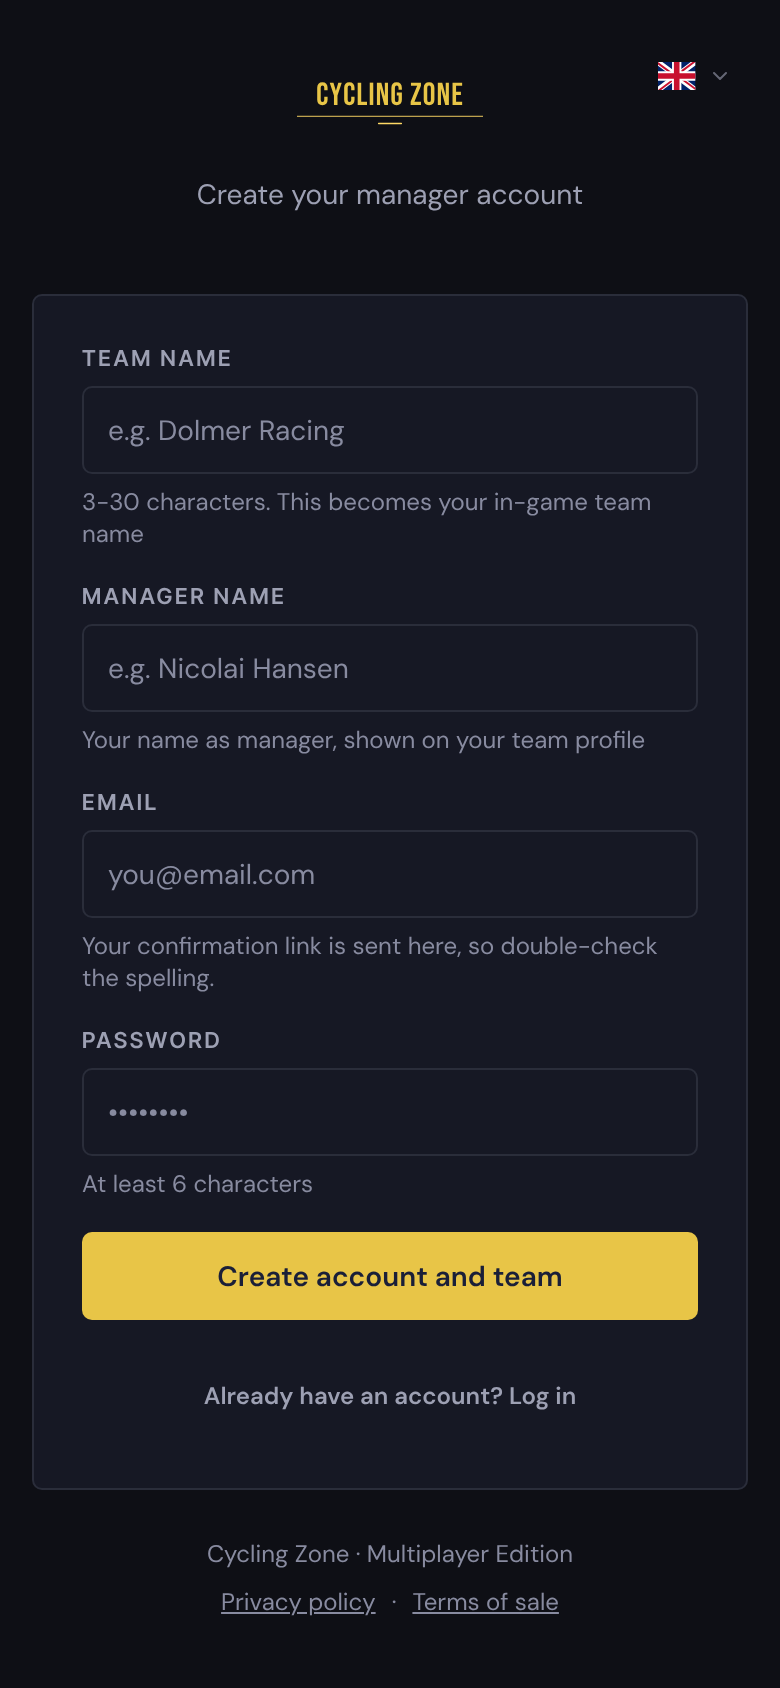 CYCLING ZONE
Create your manager account
TEAM NAME
e.g. Dolmer Racing
3-30 characters. This becomes your in-game team
name
MANAGER NAME
e.g. Nicolai Hansen
Your name as manager, shown on your team profile
EMAIL
you@email.com
Your confirmation link is sent here, so double-check
the spelling.
PASSWORD
••••••••
At least 6 characters
Create account and team
Already have an account? Log in
Cycling Zone · Multiplayer Edition
Privacy policy · Terms of sale